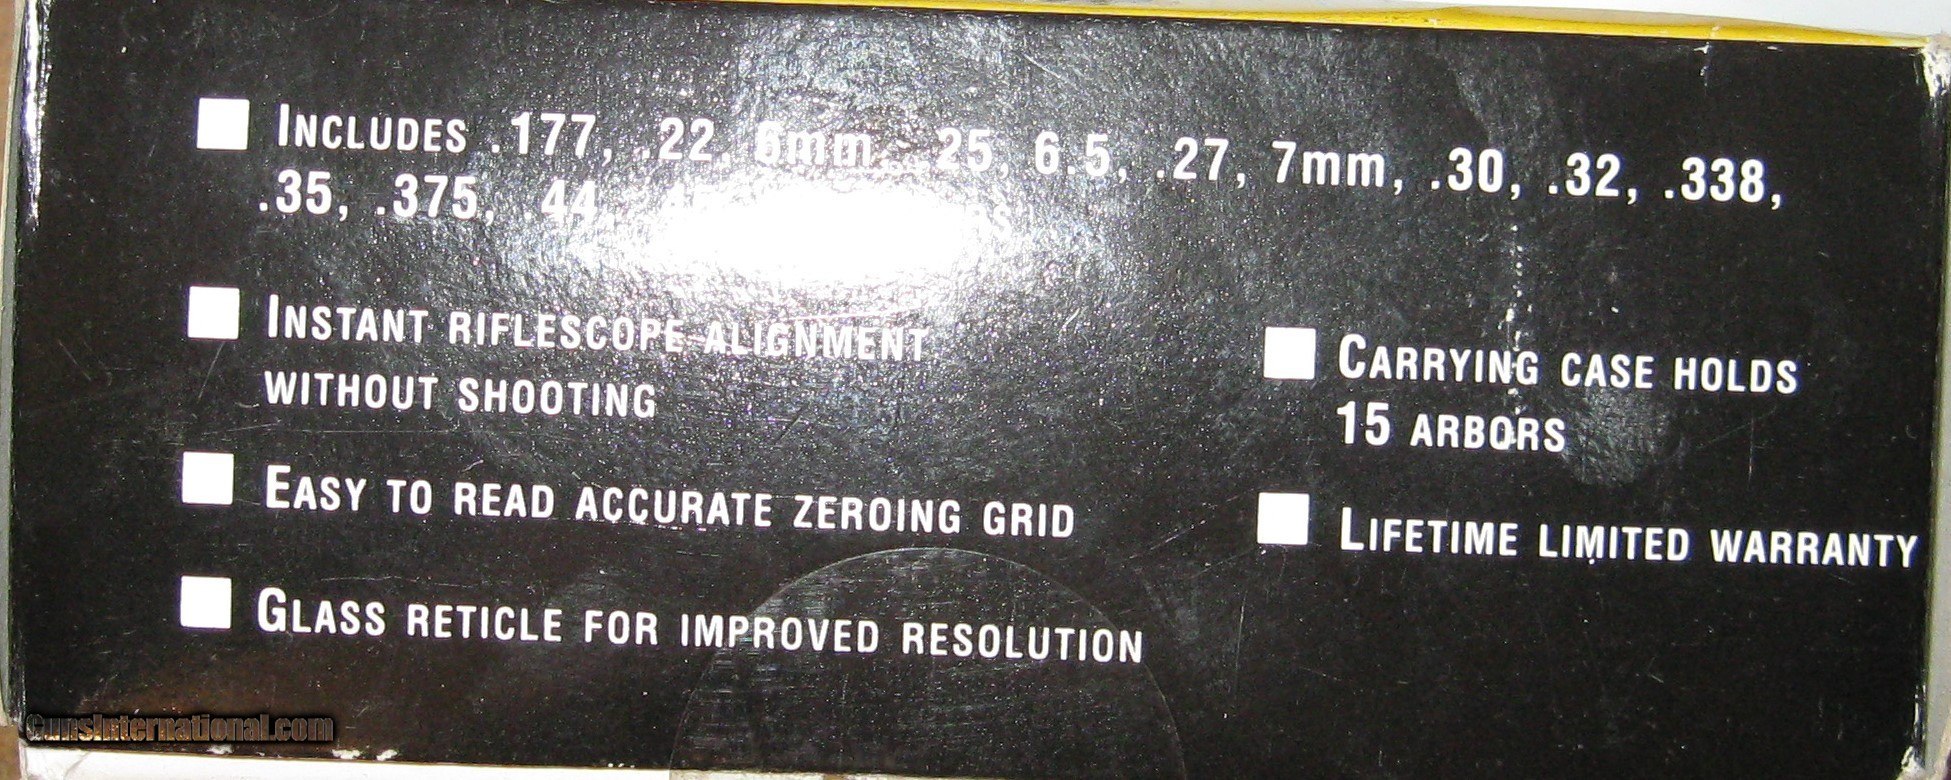 INCLUDES .177, .22, 6mm, .25, 6.5, .27, 7mm, .30, .32, .338,
.35, .375, .44,
INSTANT RIFLESCOPE ALIGNMENT
WITHOUT SHOOTING
EASY TO READ ACCURATE ZEROING GRID
GLASS RETICLE FOR IMPROVED RESOLUTION
CARRYING CASE HOLDS
15 ARBORS
LIFETIME LIMITED WARRANTY
GunsInternational.com